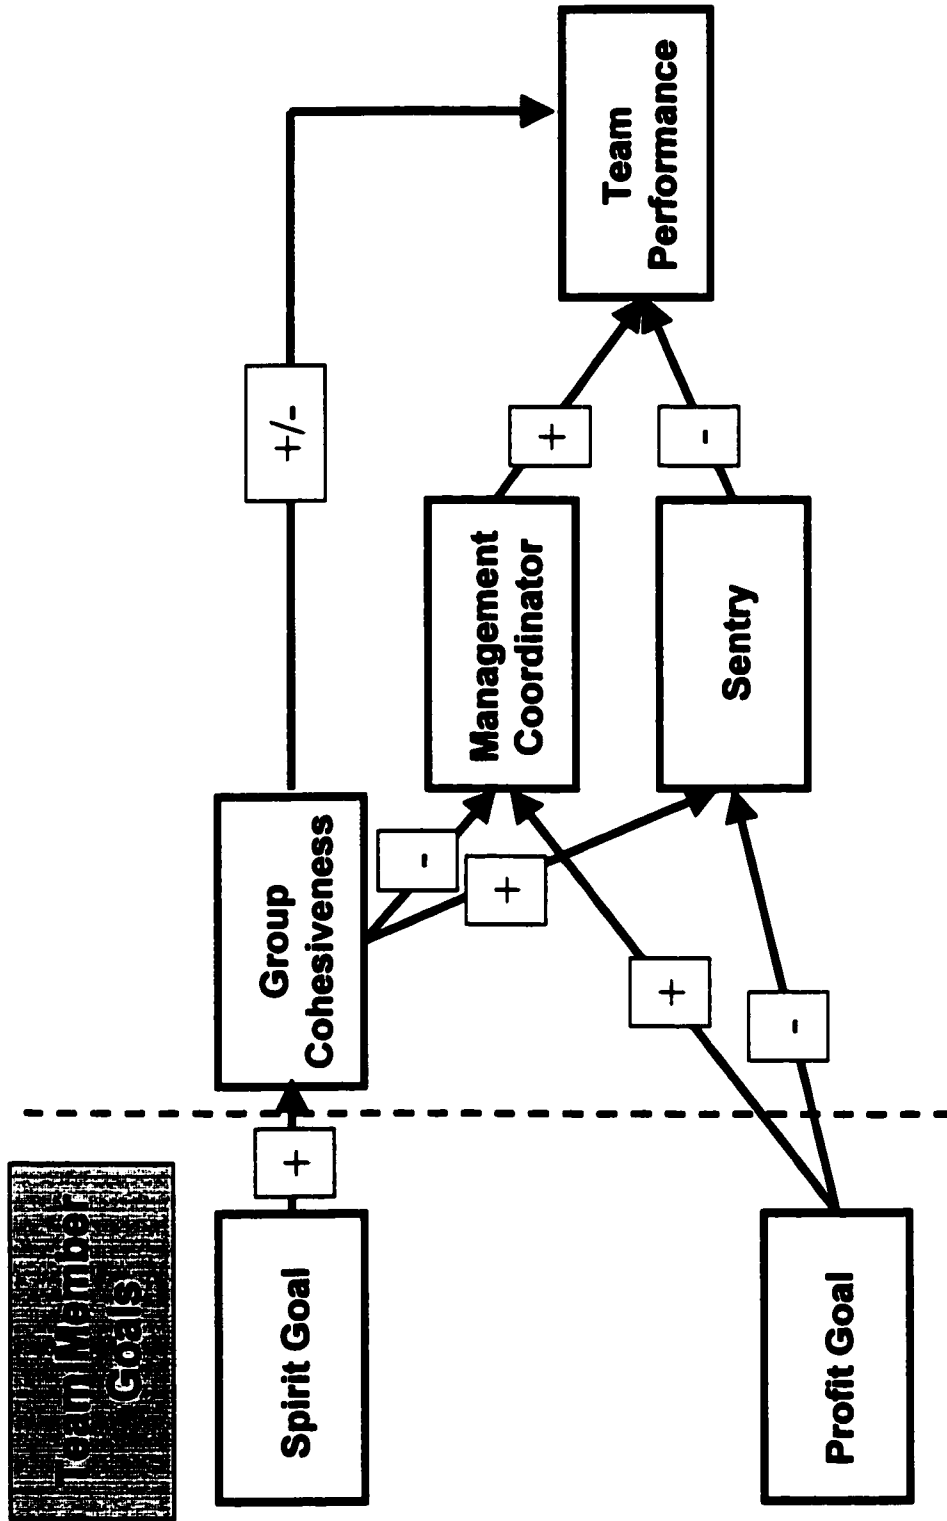 Team Member
Goals
Spirit Goal
+
Group
Cohesiveness
+/-
-
+
Management
Coordinator
+
Team
Performance
Profit Goal
+
-
Sentry
-